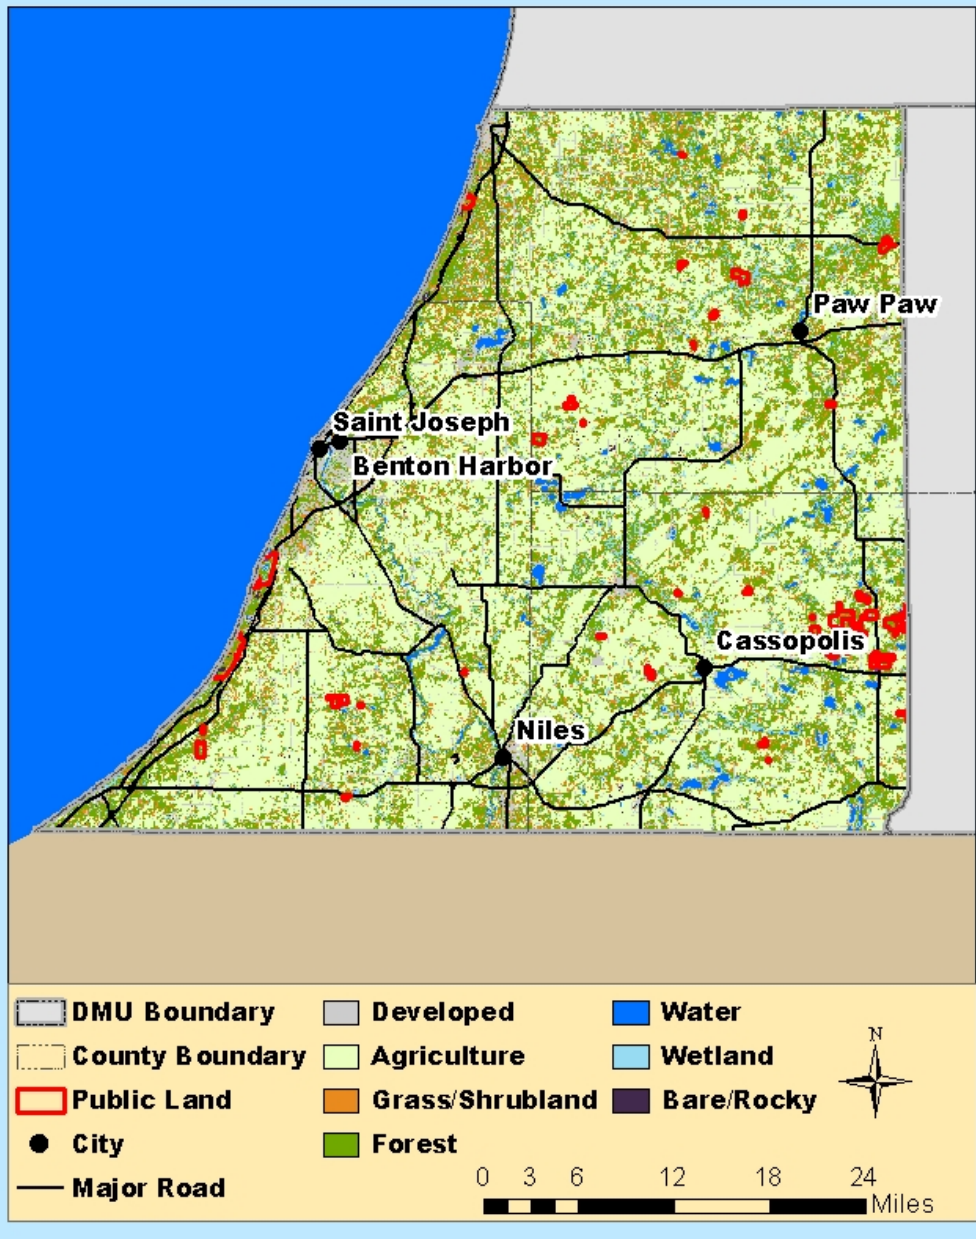 Paw Paw
Saint Joseph
Benton Harbor
Cassopolis
Niles
DMU Boundary
County Boundary
Public Land
City
Major Road
Developed
Agriculture
Grass/Shrubland
Forest
Water
Wetland
Bare/Rocky
N
0 3 6 12 18 24
Miles